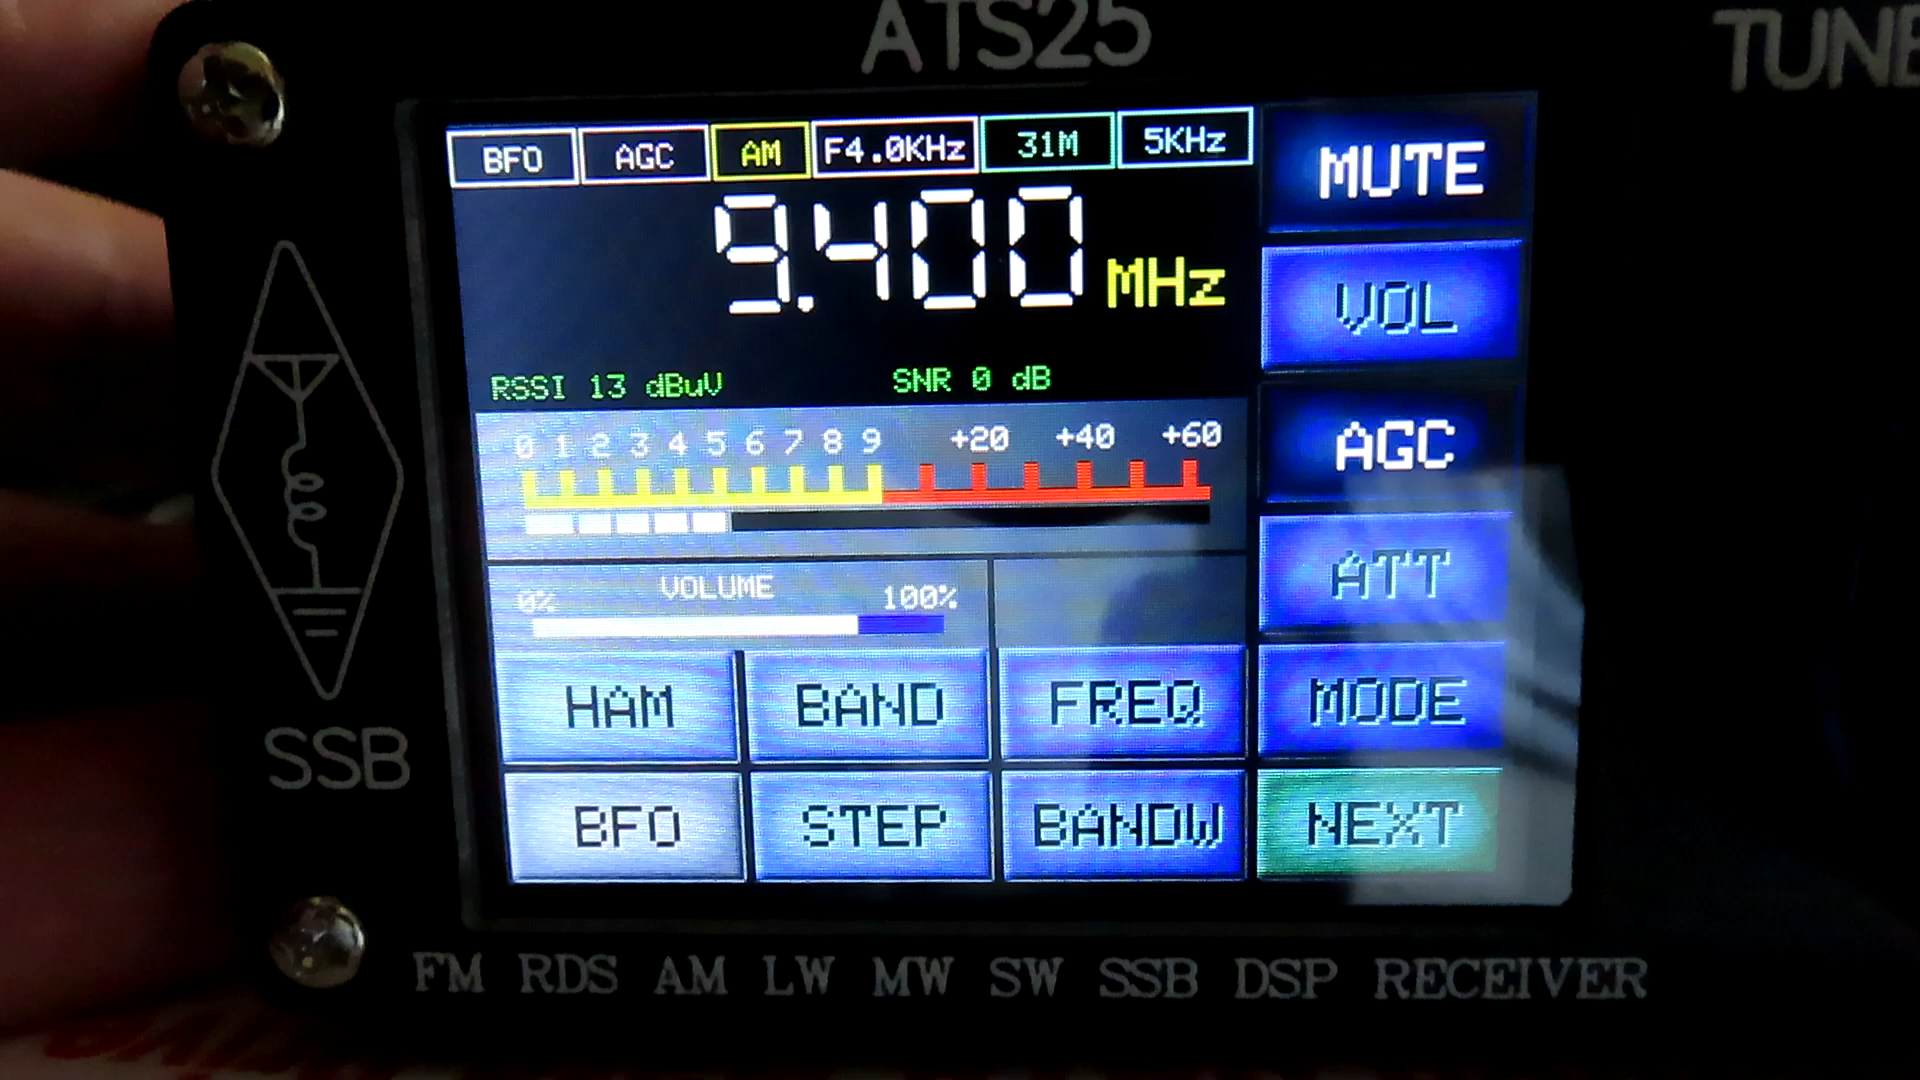 ATS25
TUNE
BFO AGC AM F4.0KHz 31M 5KHz
MUTE
9.400 MHz
VOL
RSSI 13 dBuV SNR 0 dB
0 1 2 3 4 5 6 7 8 9 +20 +40 +60
AGC
ATT
VOLUME
0% 100%
HAM BAND FREQ MODE
SSB
BFO STEP BANDW NEXT
FM RDS AM LW MW SW SSB DSP RECEIVER